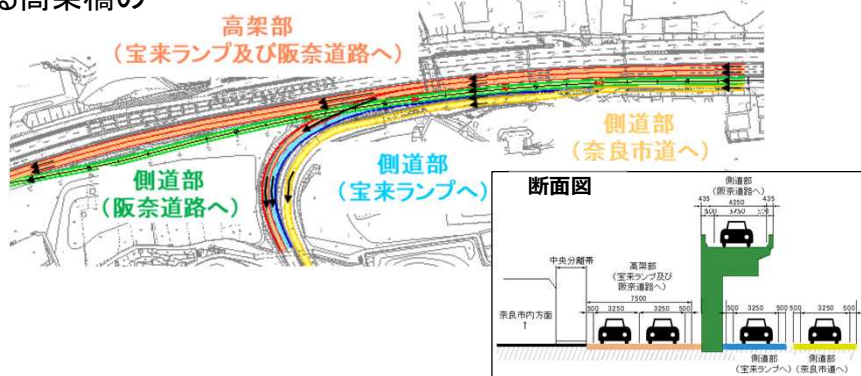 る高架橋の
高架部
(宝来ランプ及び阪奈道路へ)
側道部
(奈良市道へ)
側道部
(阪奈道路へ)
側道部
(宝来ランプへ)
断面図
側道部
(阪奈道路へ)
435 4250 435
500 3750 500
中央分離帯
高架部
(宝来ランプ及び
阪奈道路へ)
7500
500 3250 3250 500
500 3250 500
500 3250 500
奈良市内方面
↑
側道部
(宝来ランプへ)
側道部
(奈良市道へ)